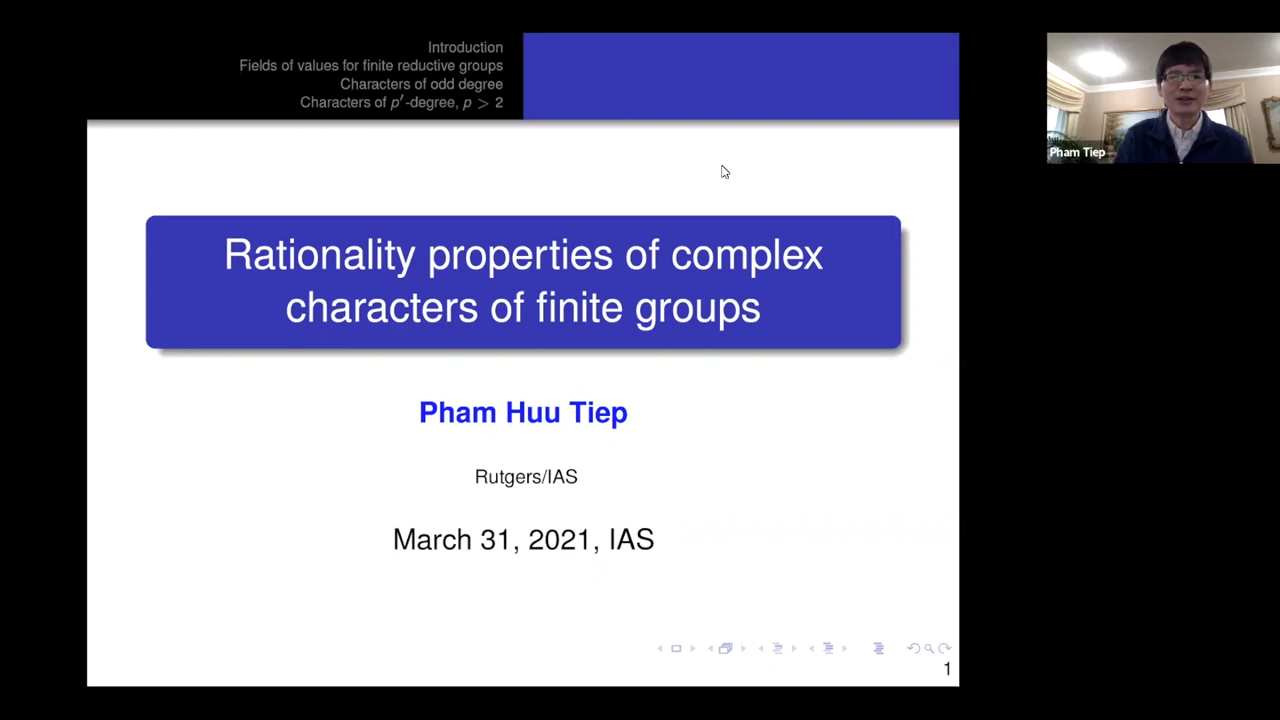 Introduction
Fields of values for finite reductive groups
Characters of odd degree
Characters of p′-degree, p > 2
Rationality properties of complex
characters of finite groups
Pham Huu Tiep
Rutgers/IAS
March 31, 2021, IAS
1
Pham Tiep